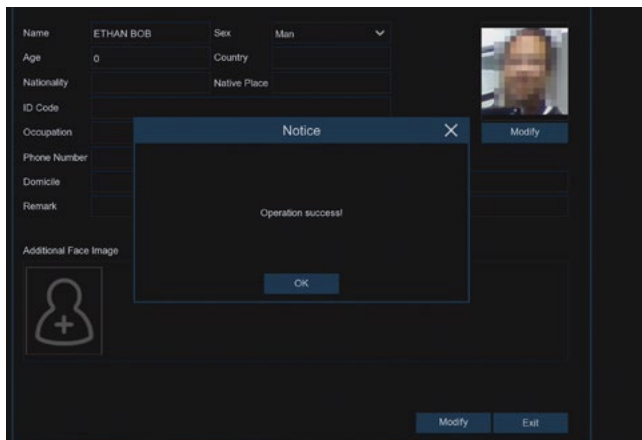 Name ETHAN BOB Sex Man
Age 0 Country
Nationality Native Place
ID Code
Occupation Notice Modify
Phone Number
Domicile
Remark Operation success!
Additional Face Image
OK
Modify Exit